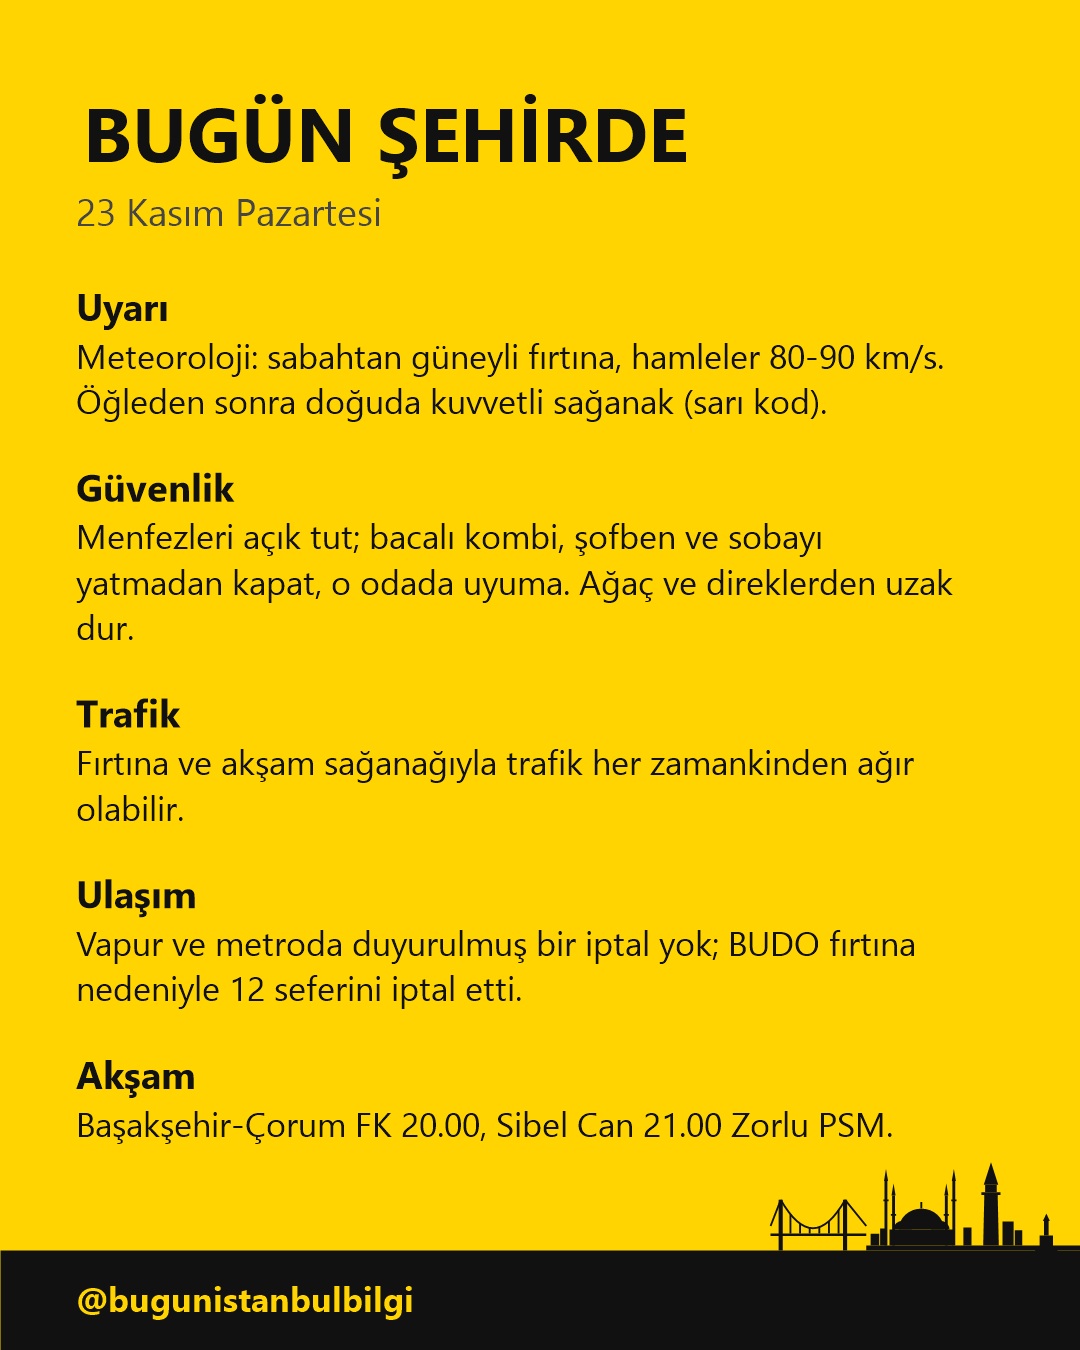 BUGÜN ŞEHİRDE
23 Kasım Pazartesi
Uyarı
Meteoroloji: sabahtan güneyli fırtına, hamleler 80-90 km/s.
Öğleden sonra doğuda kuvvetli sağanak (sarı kod).
Güvenlik
Menfezleri açık tut; bacalı kombi, şofben ve sobayı
yatmadan kapat, o odada uyuma. Ağaç ve direklerden uzak
dur.
Trafik
Fırtına ve akşam sağanağıyla trafik her zamankinden ağır
olabilir.
Ulaşım
Vapur ve metroda duyurulmuş bir iptal yok; BUDO fırtına
nedeniyle 12 seferini iptal etti.
Akşam
Başakşehir-Çorum FK 20.00, Sibel Can 21.00 Zorlu PSM.
@bugunistanbulbilgi